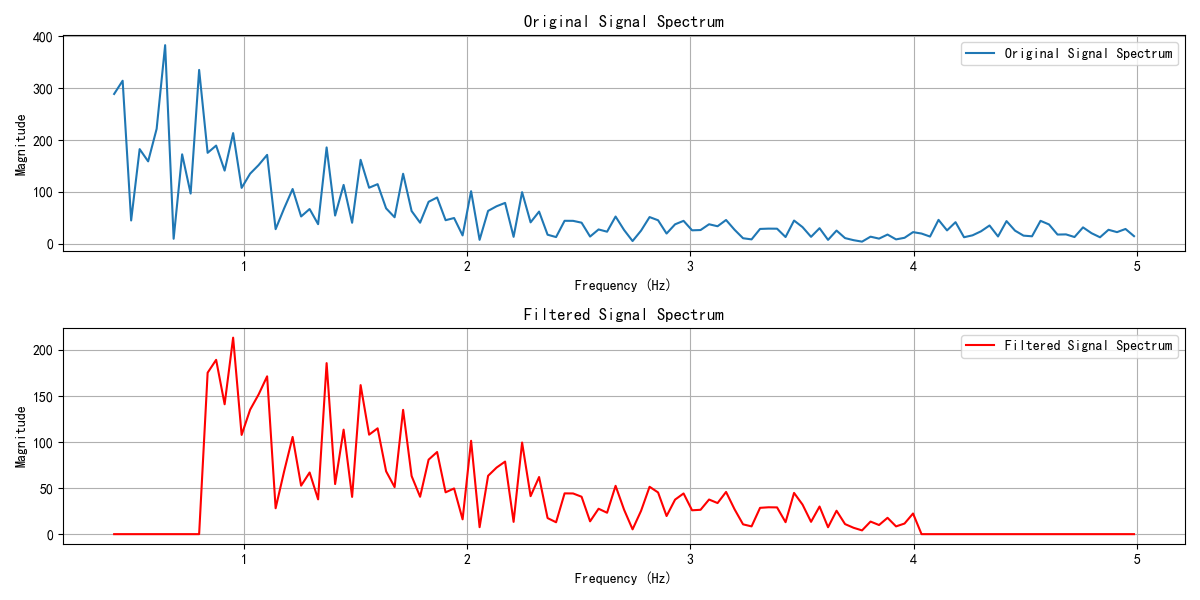 Original Signal Spectrum
Original Signal Spectrum
Magnitude
400
300
200
100
0
1
2
3
4
5
Frequency (Hz)
Filtered Signal Spectrum
Filtered Signal Spectrum
Magnitude
200
150
100
50
0
1
2
3
4
5
Frequency (Hz)